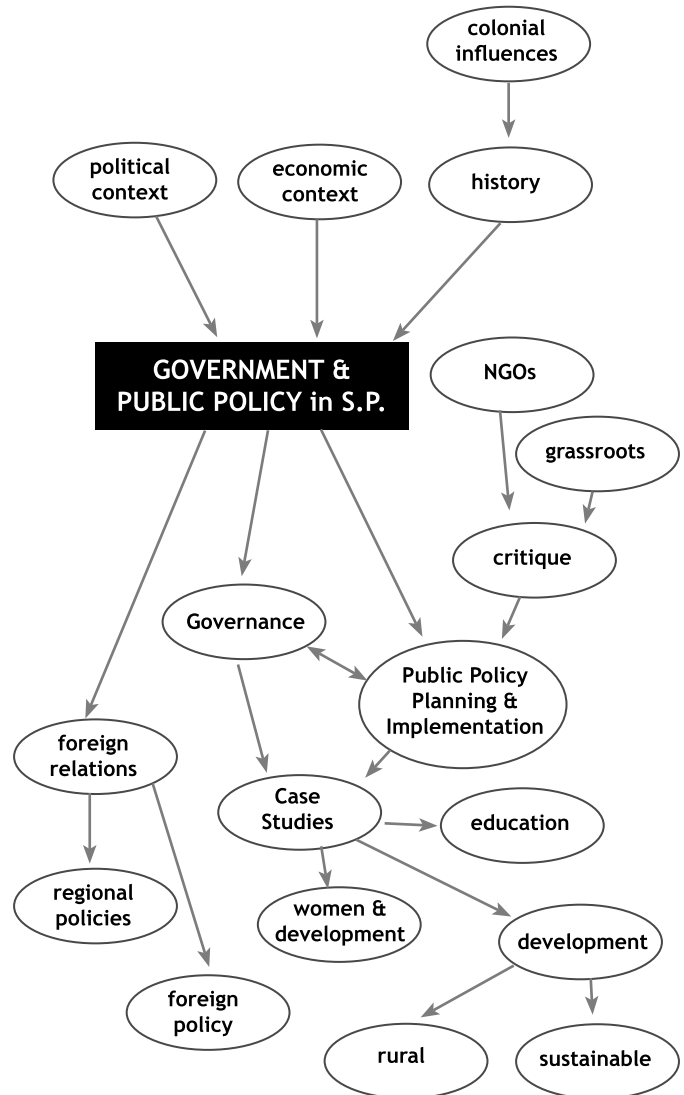 colonial
influences
political
context
economic
context
history
GOVERNMENT &
PUBLIC POLICY in S.P.
NGOs
grassroots
critique
Governance
Public Policy
Planning &
Implementation
foreign
relations
Case
Studies
education
regional
policies
women &
development
development
foreign
policy
rural
sustainable